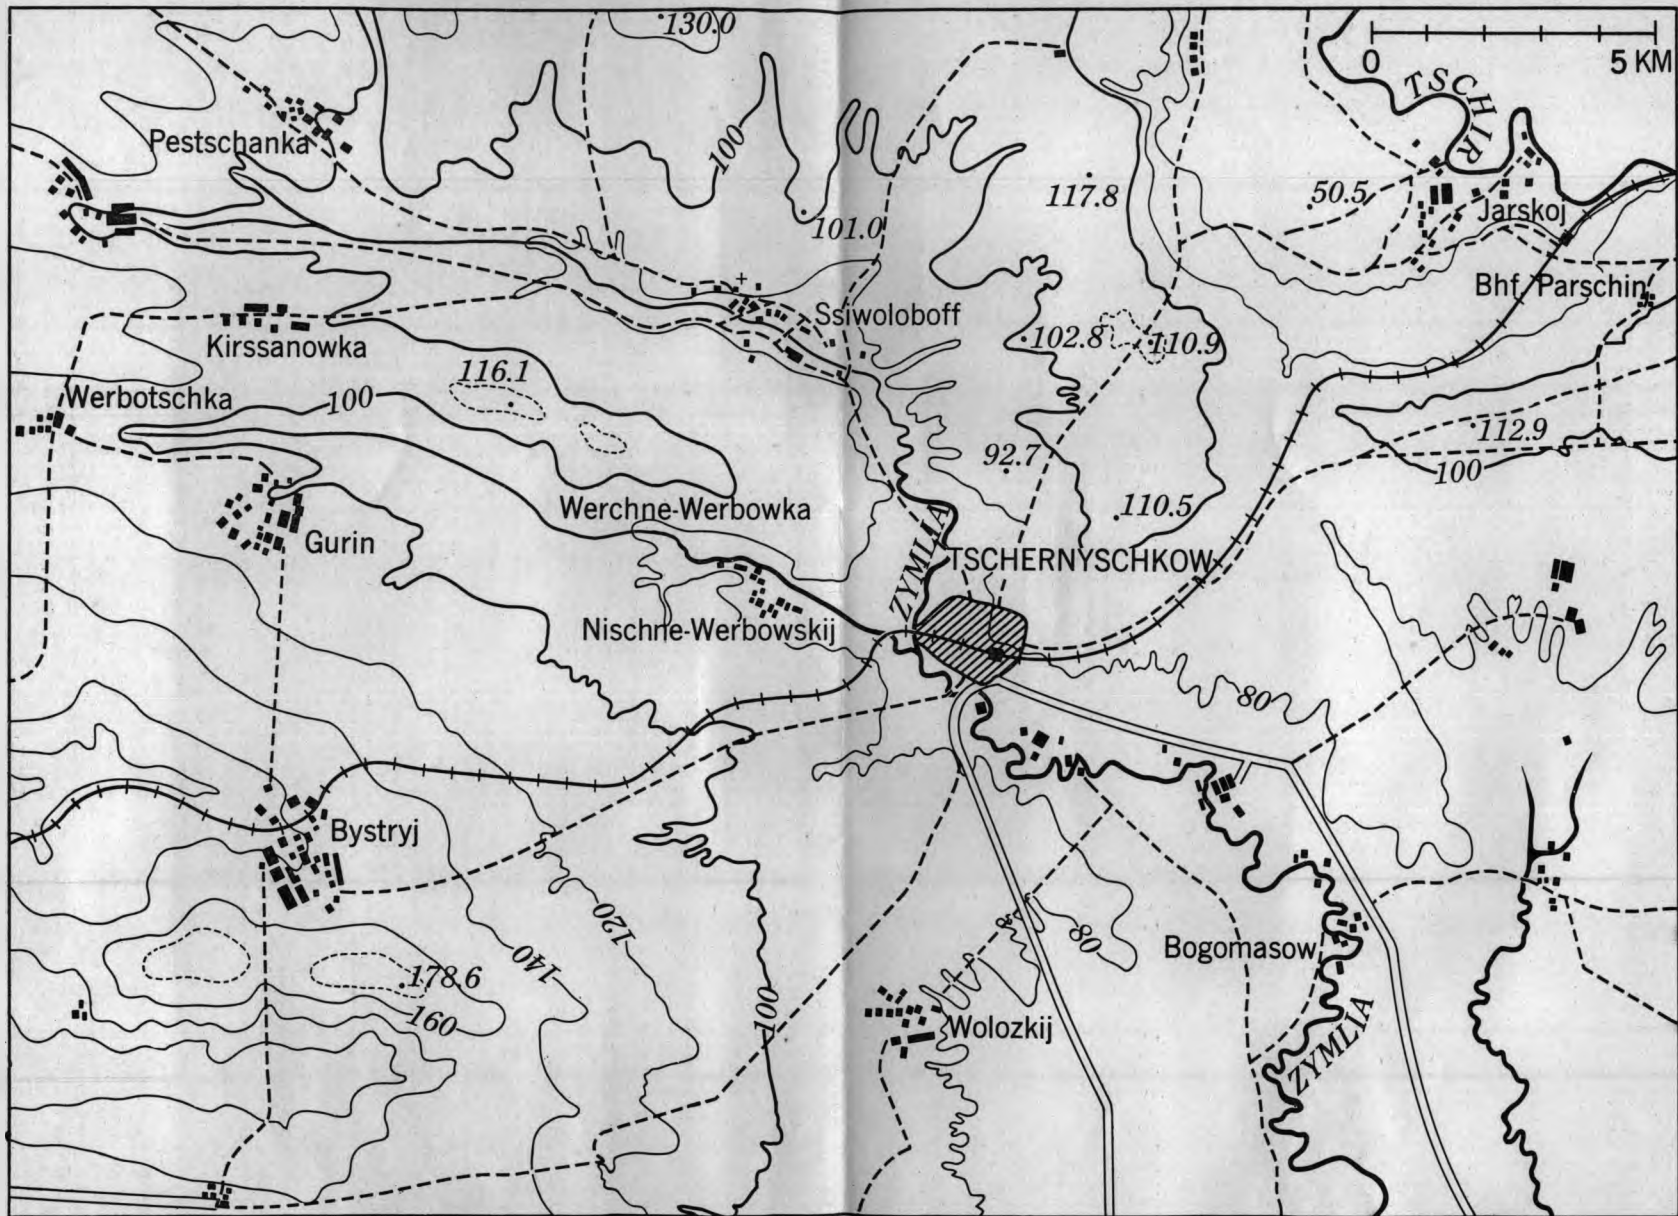 130.0
0 5 KM
TSCHIR
Pestschanka
100
117.8
50.5
Jarskoj
101.0
Bhf. Parschin
Ssiwoloboff
Kirssanowka
102.8
110.9
116.1
Werbotschka
100
112.9
92.7
100
Werchne-Werbowka
110.5
Gurin
ZYMLIA
TSCHERNYSCHKOW
Nischne-Werbowskij
80
Bystryj
120
140
80
Bogomasow
178.6
160
100
Wolozkij
ZYMLIA